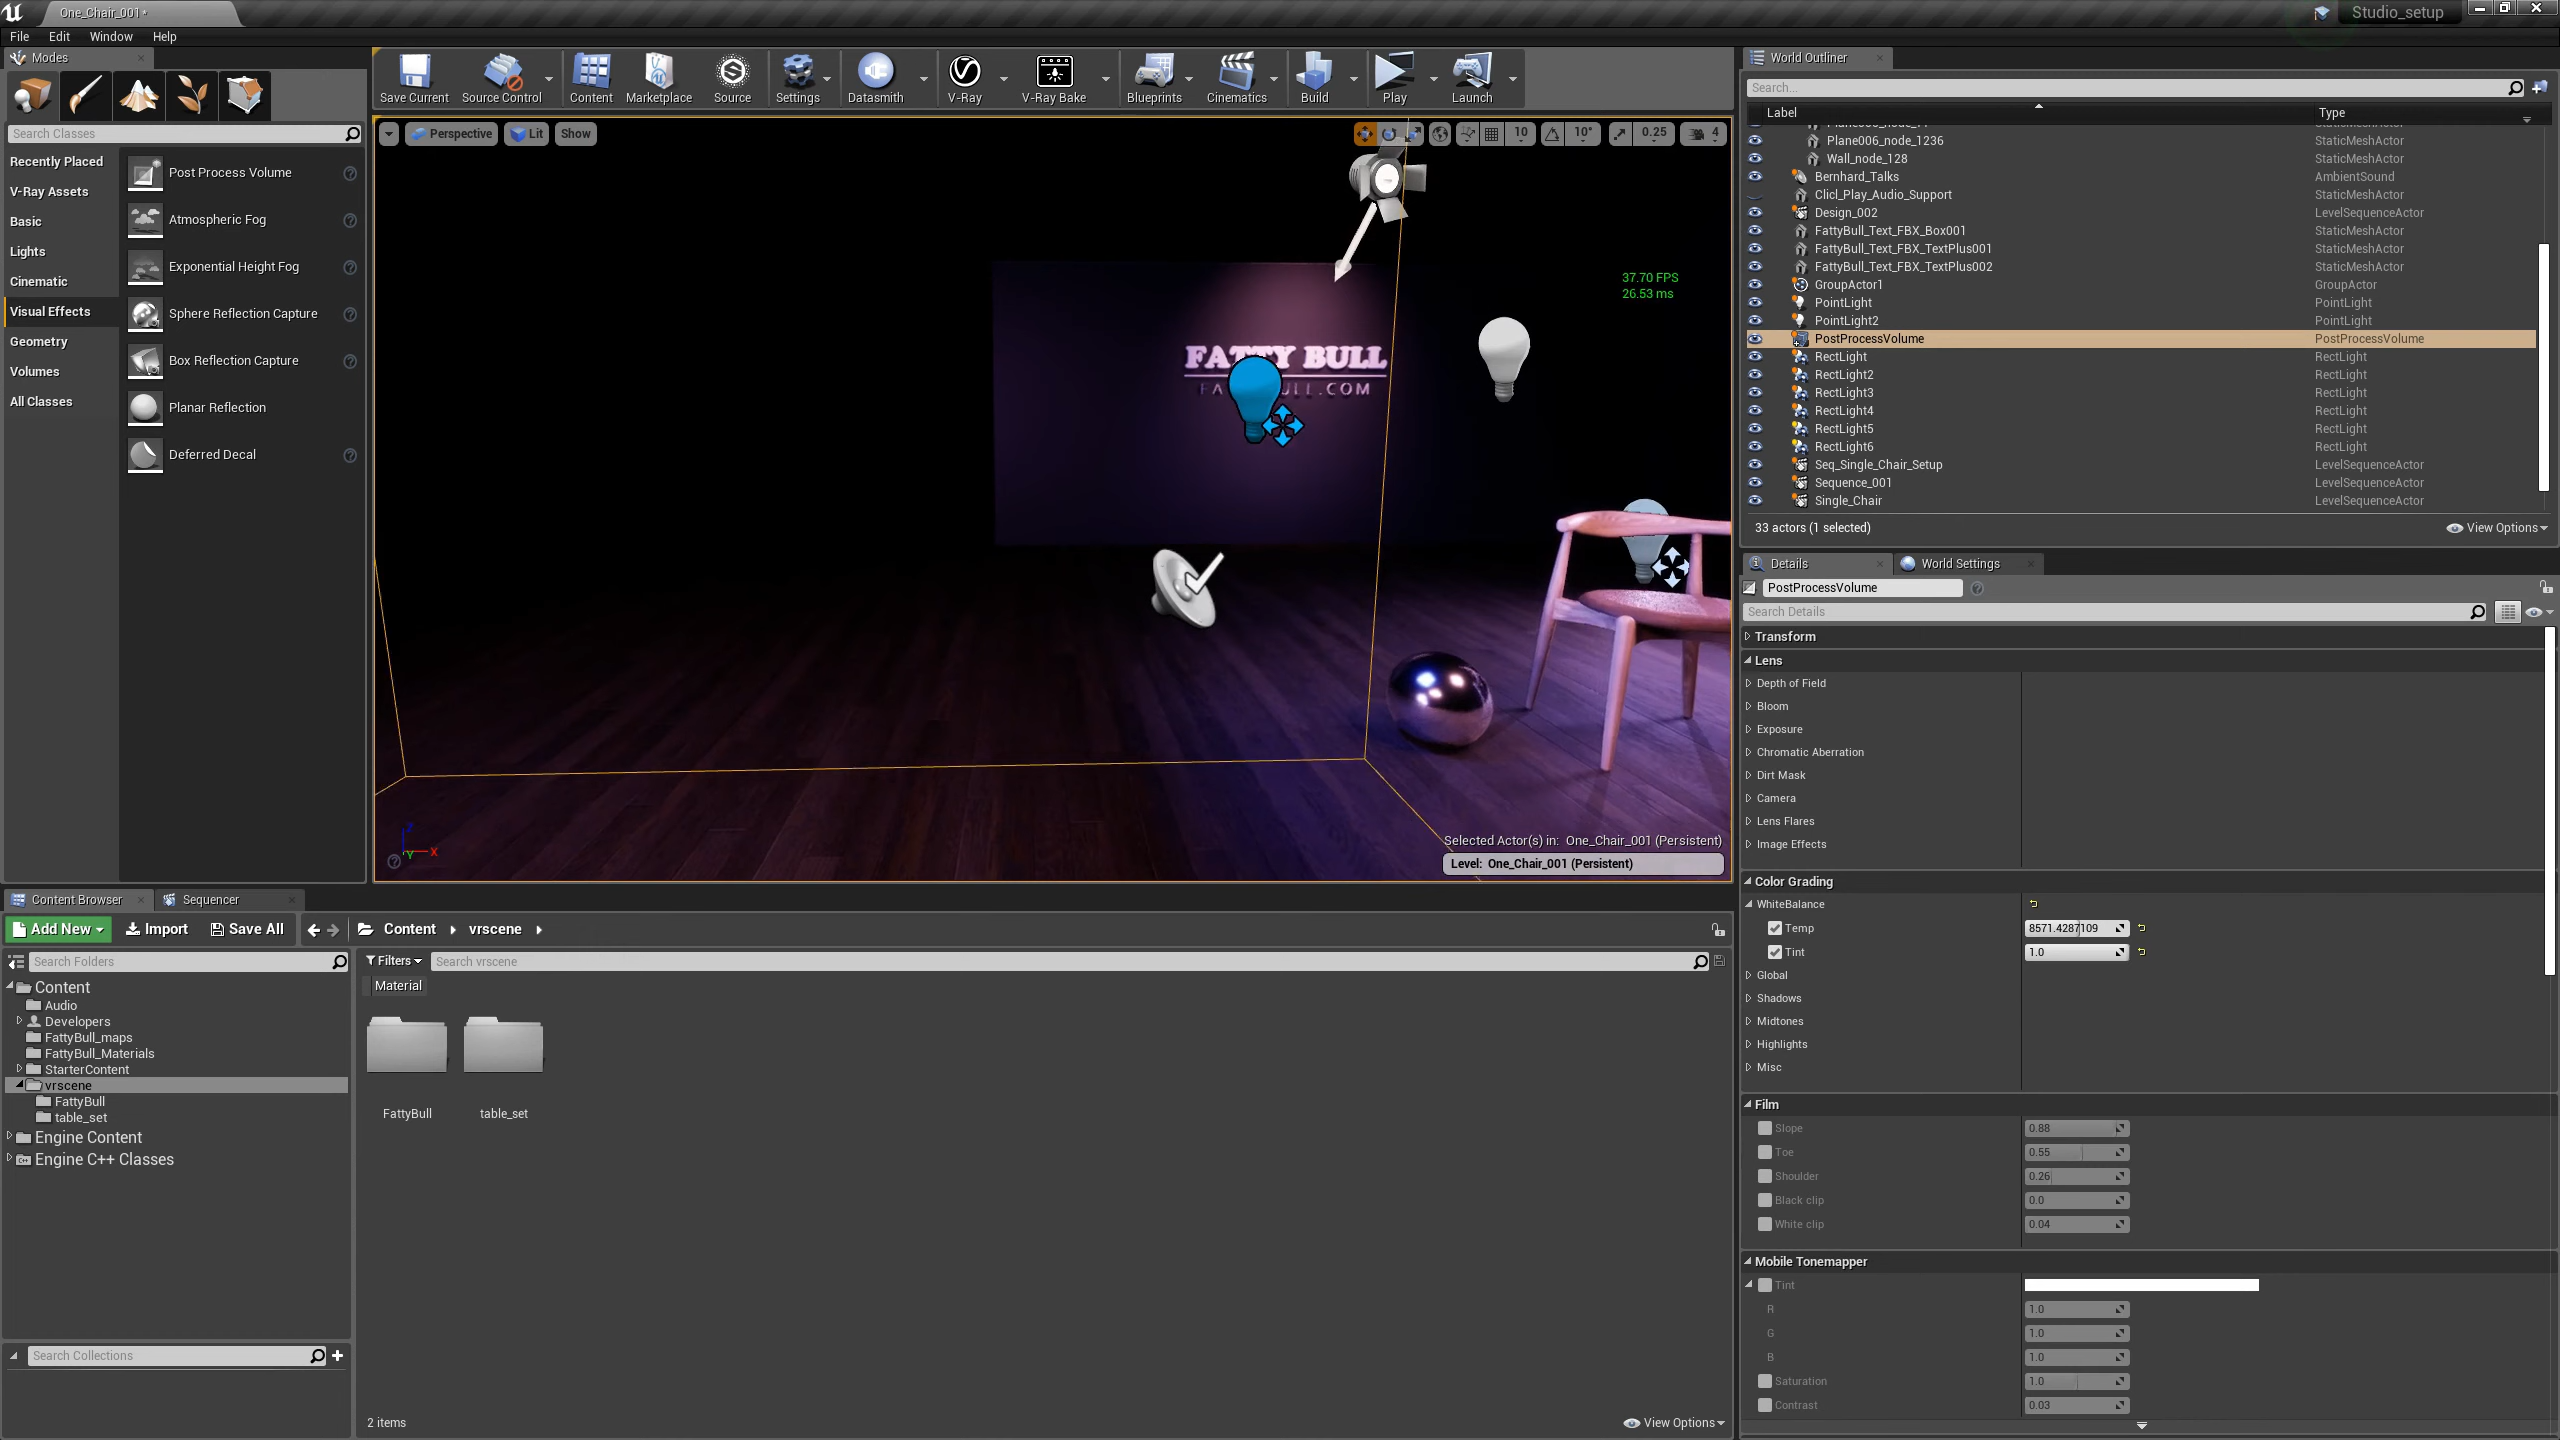 One_Chair_001*
Studio_setup
File Edit Window Help
Modes
Save Current
Source Control
Content
Marketplace
Source
Settings
Datasmith
V-Ray
V-Ray Bake
Blueprints
Cinematics
Build
Play
Launch
Search Classes
Recently Placed
V-Ray Assets
Basic
Lights
Cinematic
Visual Effects
Geometry
Volumes
All Classes
Post Process Volume
Atmospheric Fog
Exponential Height Fog
Sphere Reflection Capture
Box Reflection Capture
Planar Reflection
Deferred Decal
Perspective Lit Show
10 10° 0.25 4
37.70 FPS
26.53 ms
FATTY BULL
Selected Actor(s) in: One_Chair_001 (Persistent)
Level: One_Chair_001 (Persistent)
Z
X
Y
World Outliner
Search...
Label Type
Plane006_node_1236 StaticMeshActor
Wall_node_128 StaticMeshActor
Bernhard_Talks AmbientSound
Clicl_Play_Audio_Support StaticMeshActor
Design_002 LevelSequenceActor
FattyBull_Text_FBX_Box001 StaticMeshActor
FattyBull_Text_FBX_TextPlus001 StaticMeshActor
FattyBull_Text_FBX_TextPlus002 StaticMeshActor
GroupActor1 GroupActor
PointLight PointLight
PointLight2 PointLight
PostProcessVolume PostProcessVolume
RectLight RectLight
RectLight2 RectLight
RectLight3 RectLight
RectLight4 RectLight
RectLight5 RectLight
RectLight6 RectLight
Seq_Single_Chair_Setup LevelSequenceActor
Sequence_001 LevelSequenceActor
Single_Chair LevelSequenceActor
33 actors (1 selected) View Options
Details World Settings
PostProcessVolume
Search Details
Transform
Lens
Depth of Field
Bloom
Exposure
Chromatic Aberration
Dirt Mask
Camera
Lens Flares
Image Effects
Color Grading
WhiteBalance
Temp 8571.4287109
Tint 1.0
Global
Shadows
Midtones
Highlights
Misc
Film
Slope 0.88
Toe 0.55
Shoulder 0.26
Black clip 0.0
White clip 0.04
Mobile Tonemapper
Tint
R 1.0
G 1.0
B 1.0
Saturation 1.0
Contrast 0.03
Content Browser Sequencer
Add New Import Save All Content vrscene
Search Folders
Content
Audio
Developers
FattyBull_maps
FattyBull_Materials
StarterContent
vrscene
FattyBull
table_set
Engine Content
Engine C++ Classes
Search Collections
Filters Search vrscene
Material
FattyBull table_set
2 items View Options